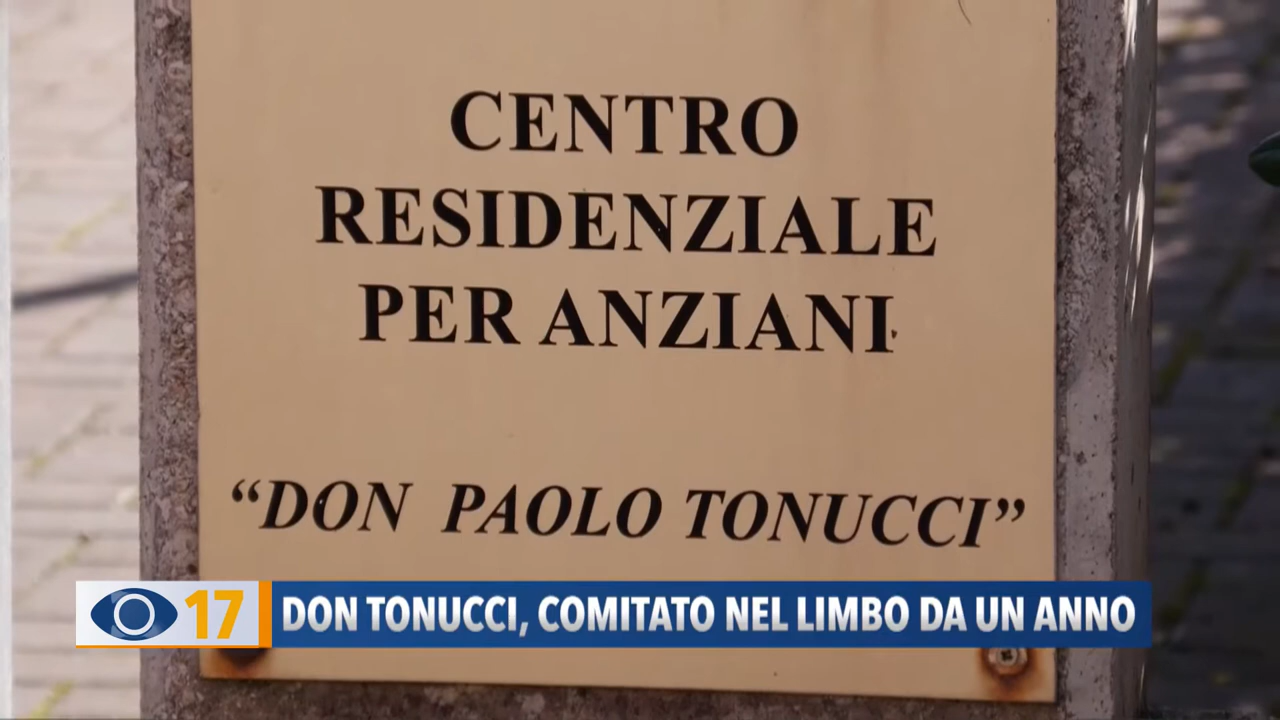 CENTRO
RESIDENZIALE
PER ANZIANI
“DON PAOLO TONUCCI”
17 DON TONUCCI, COMITATO NEL LIMBO DA UN ANNO